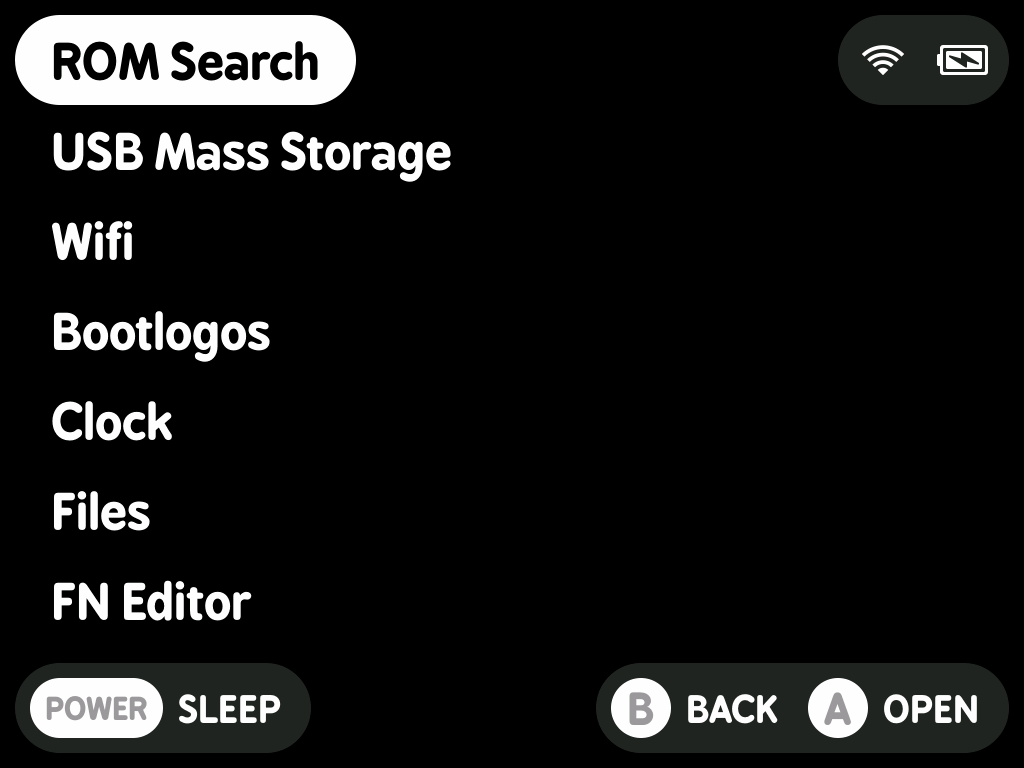 ROM Search
USB Mass Storage
Wifi
Bootlogos
Clock
Files
FN Editor
POWER SLEEP
B BACK A OPEN